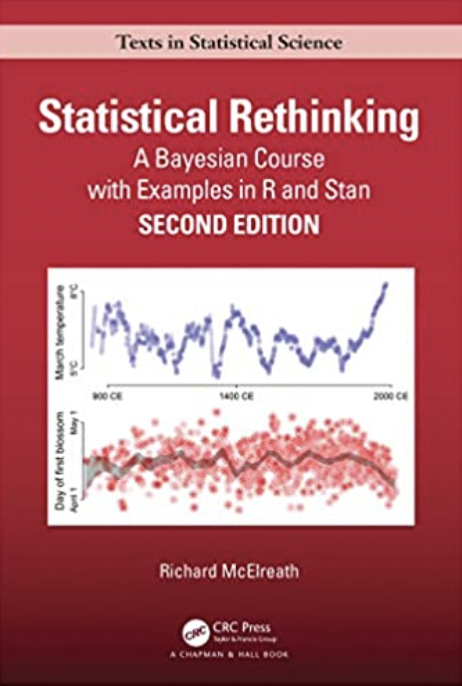 Texts in Statistical Science
Statistical Rethinking
A Bayesian Course
with Examples in R and Stan
SECOND EDITION
March temperature
8°C
5°C
900 CE
1400 CE
2000 CE
Day of first blossom
May 1
April 1
Richard McElreath
CRC
CRC Press
Taylor & Francis Group
A CHAPMAN & HALL BOOK